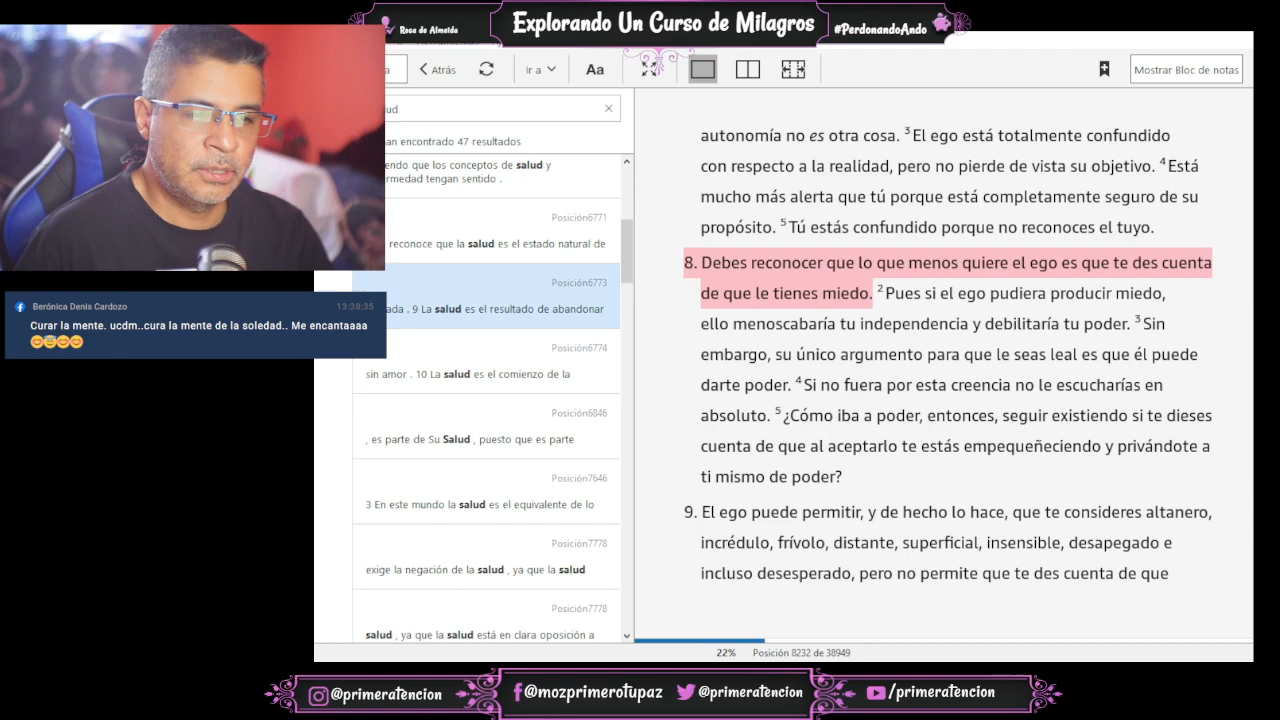 Rosa de Almeida
Explorando Un Curso de Milagros
#PerdonandoAndo
a
Atrás
Ir a
Aa
Mostrar Bloc de notas
ud
an encontrado 47 resultados
endo que los conceptos de salud y
ermedad tengan sentido .
Posición6771
reconoce que la salud es el estado natural de
Posición6773
ada . 9 La salud es el resultado de abandonar
Posición6774
sin amor . 10 La salud es el comienzo de la
Posición6846
, es parte de Su Salud , puesto que es parte
Posición7646
3 En este mundo la salud es el equivalente de lo
Posición7778
exige la negación de la salud , ya que la salud
Posición7778
salud , ya que la salud está en clara oposición a
autonomía no es otra cosa. 3 El ego está totalmente confundido
con respecto a la realidad, pero no pierde de vista su objetivo. 4 Está
mucho más alerta que tú porque está completamente seguro de su
propósito. 5 Tú estás confundido porque no reconoces el tuyo.
8. Debes reconocer que lo que menos quiere el ego es que te des cuenta
de que le tienes miedo. 2 Pues si el ego pudiera producir miedo,
ello menoscabaría tu independencia y debilitaría tu poder. 3 Sin
embargo, su único argumento para que le seas leal es que él puede
darte poder. 4 Si no fuera por esta creencia no le escucharías en
absoluto. 5 ¿Cómo iba a poder, entonces, seguir existiendo si te dieses
cuenta de que al aceptarlo te estás empequeñeciendo y privándote a
ti mismo de poder?
9. El ego puede permitir, y de hecho lo hace, que te consideres altanero,
incrédulo, frívolo, distante, superficial, insensible, desapegado e
incluso desesperado, pero no permite que te des cuenta de que
22% Posición 8232 de 38949
Berónica Denis Cardozo 13:38:35
Curar la mente. ucdm..cura la mente de la soledad.. Me encantaaaa
😊😇😊😊
@primeratencion
@mozprimerotupaz
@primeratencion
/primeratencion